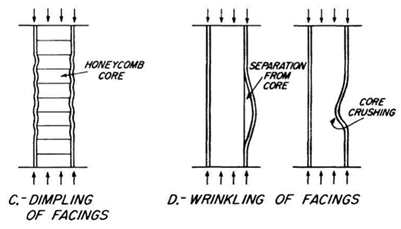 HONEYCOMB
CORE
SEPARATION
FROM
CORE
CORE
CRUSHING
C.- DIMPLING
OF FACINGS
D.- WRINKLING OF FACINGS